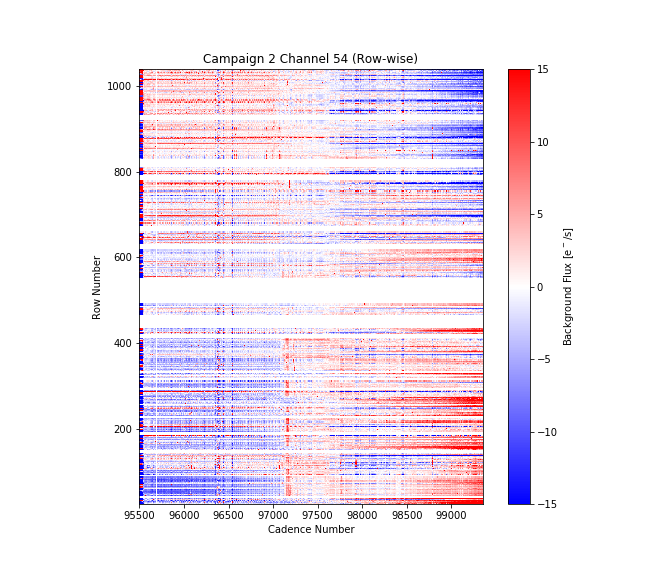 Campaign 2 Channel 54 (Row-wise)
1000
800
600
400
200
Row Number
95500 96000 96500 97000 97500 98000 98500 99000
Cadence Number
15
10
5
0
−5
−10
−15
Background Flux [e⁻/s]